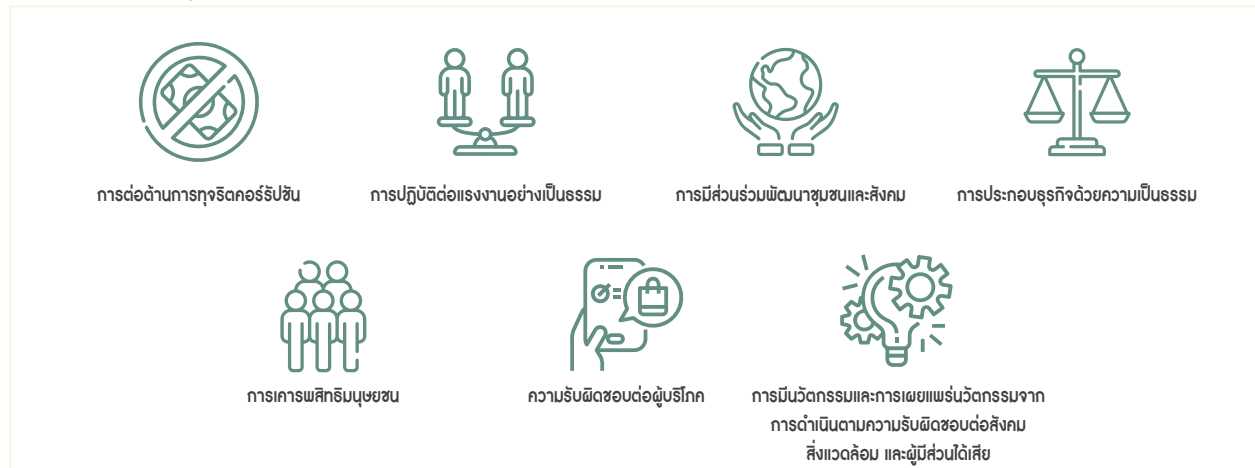 การต่อต้านการทุจริตคอร์รัปชัน
การปฏิบัติต่อแรงงานอย่างเป็นธรรม
การมีส่วนร่วมพัฒนาชุมชนและสังคม
การประกอบธุรกิจด้วยความเป็นธรรม
การเคารพสิทธิมนุษยชน
ความรับผิดชอบต่อผู้บริโภค
การมีนวัตกรรมและการเผยแพร่นวัตกรรมจาก
การดำเนินตามความรับผิดชอบต่อสังคม
สิ่งแวดล้อม และผู้มีส่วนได้เสีย